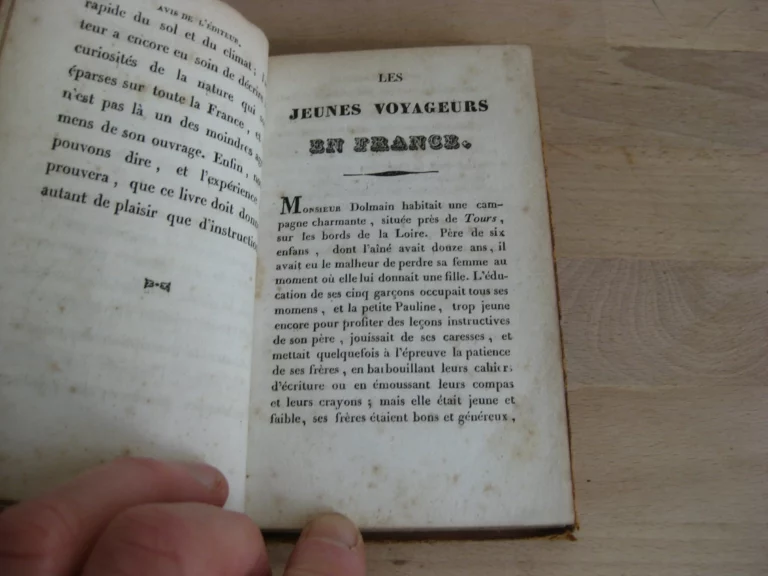 AVIS DE L'ÉDITEUR.
rapide du sol et du climat;
teur a encore eu soin de décrire
curiosités de la nature qui
éparses sur toute la France, et
n'est pas là un des moindres
mens de son ouvrage. Enfin,
pouvons dire, et l'expérience
prouvera, que ce livre doit
autant de plaisir que d'instruction
LES
JEUNES VOYAGEURS
EN FRANCE.
MONSIEUR Dolmain habitait une cam-
pagne charmante, située près de Tours,
sur les bords de la Loire. Père de six
enfans, dont l'aîné avait douze ans, il
avait eu le malheur de perdre sa femme au
moment où elle lui donnait une fille. L'édu-
cation de ses cinq garçons occupait tous ses
momens, et la petite Pauline, trop jeune
encore pour profiter des leçons instructives
de son père, jouissait de ses caresses, et
mettait quelquefois à l'épreuve la patience
de ses frères, en barbouillant leurs cahiers
d'écriture ou en émoussant leurs compas
et leurs crayons; mais elle était jeune et
faible, ses frères étaient bons et généreux,